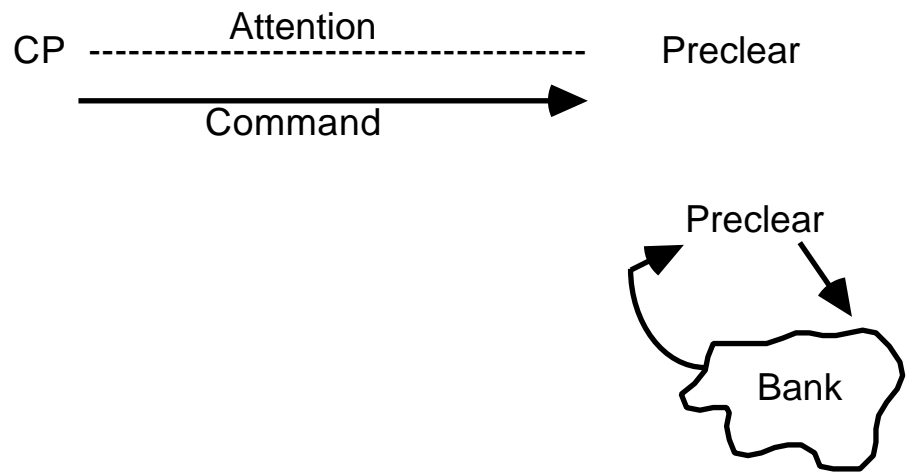 Attention
CP Preclear
Command
Preclear
Bank